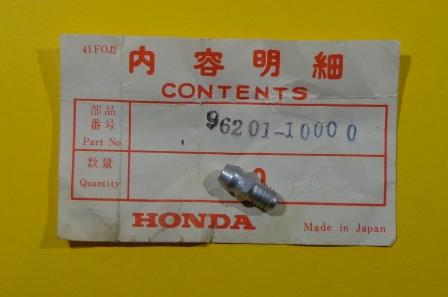 41FOJ2
内容明細
CONTENTS
部品
番号
Part No.
96201-10000
数量
Quantity
HONDA
Made in Japan